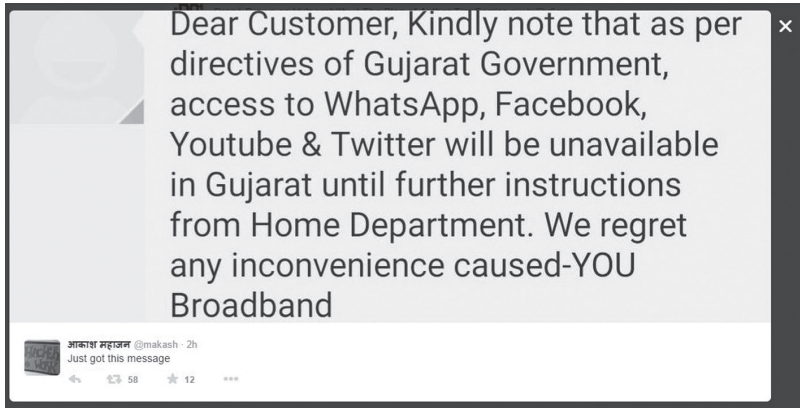 Dear Customer, Kindly note that as per
directives of Gujarat Government,
access to WhatsApp, Facebook,
Youtube & Twitter will be unavailable
in Gujarat until further instructions
from Home Department. We regret
any inconvenience caused-YOU
Broadband
आकाश महाजन @makash · 2h
Just got this message
58 12